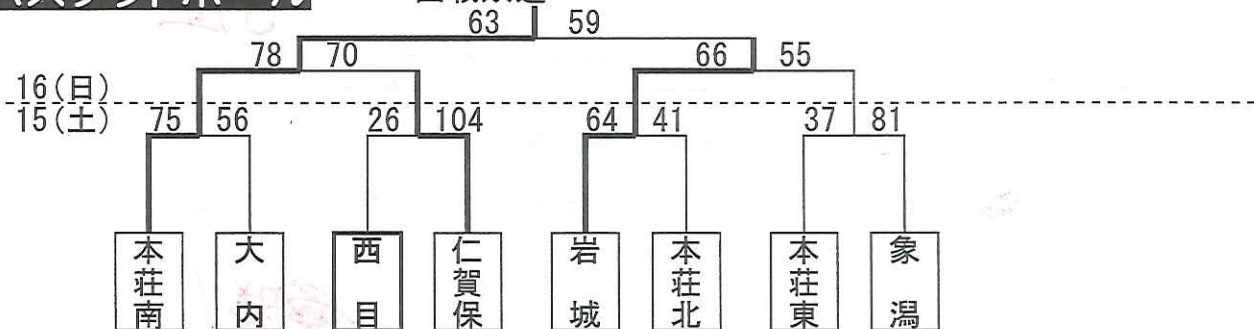 63 59
78 70 66 55
16(日)
15(土) 75 56 26 104 64 41 37 81
本荘南 大内 西目 仁賀保 岩城 本荘北 本荘東 象潟